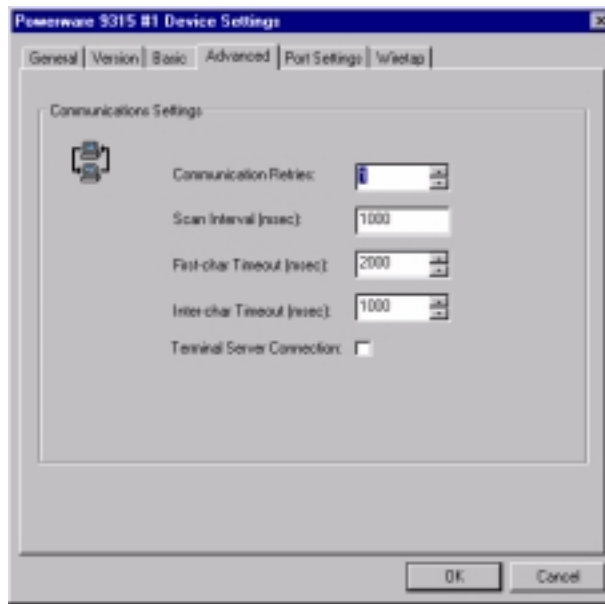 Powerware 9315 #1 Device Settings
General Version Basic Advanced Port Settings Wiretap
Communications Settings
Communication Retries:
Scan Interval (msec): 1000
First-char Timeout (msec): 2000
Inter-char Timeout (msec): 1000
Terminal Server Connection:
OK Cancel